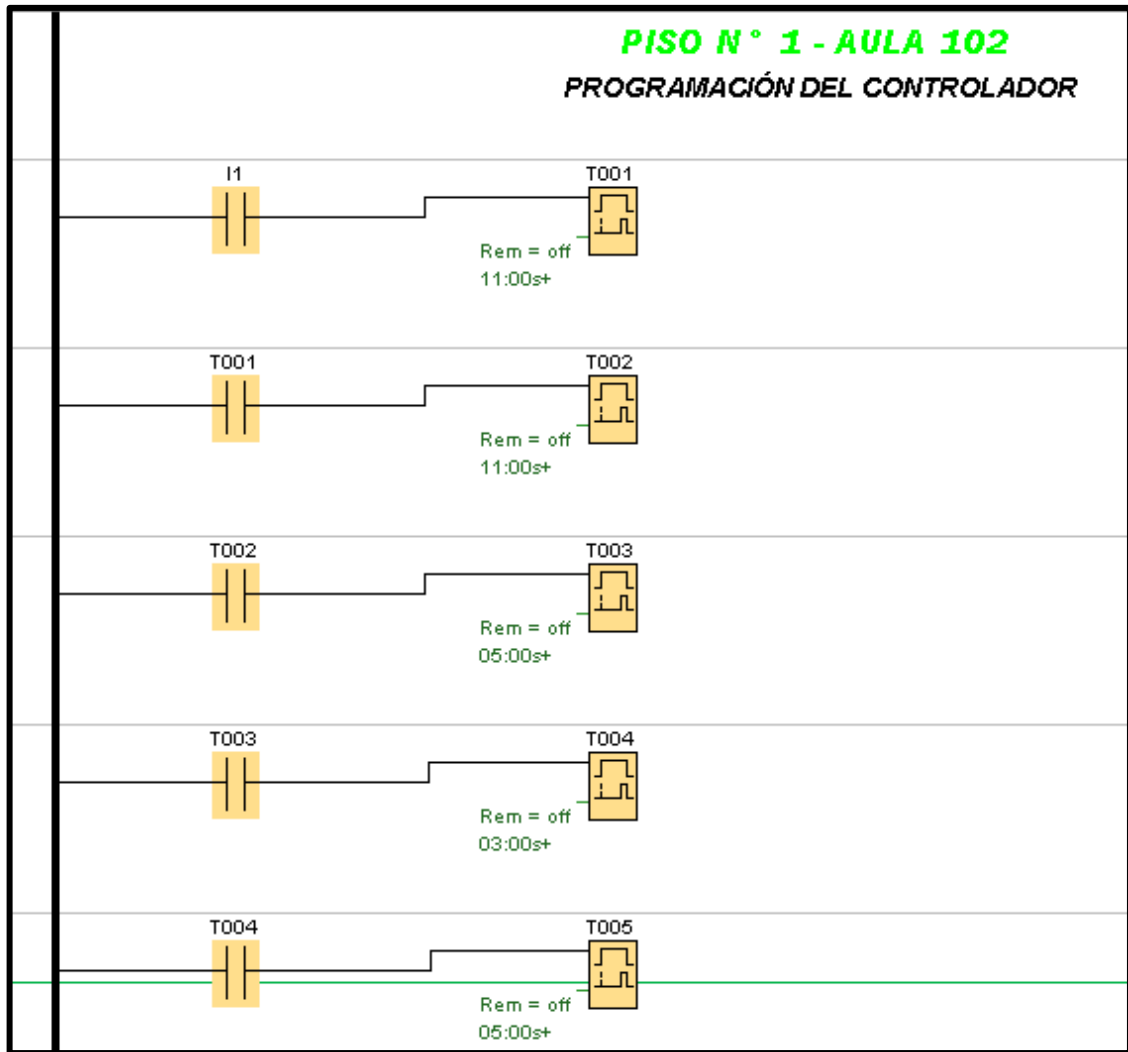 PISO N° 1 - AULA 102
PROGRAMACIÓN DEL CONTROLADOR
I1
T001
Rem = off
11:00s+
T001
T002
Rem = off
11:00s+
T002
T003
Rem = off
05:00s+
T003
T004
Rem = off
03:00s+
T004
T005
Rem = off
05:00s+